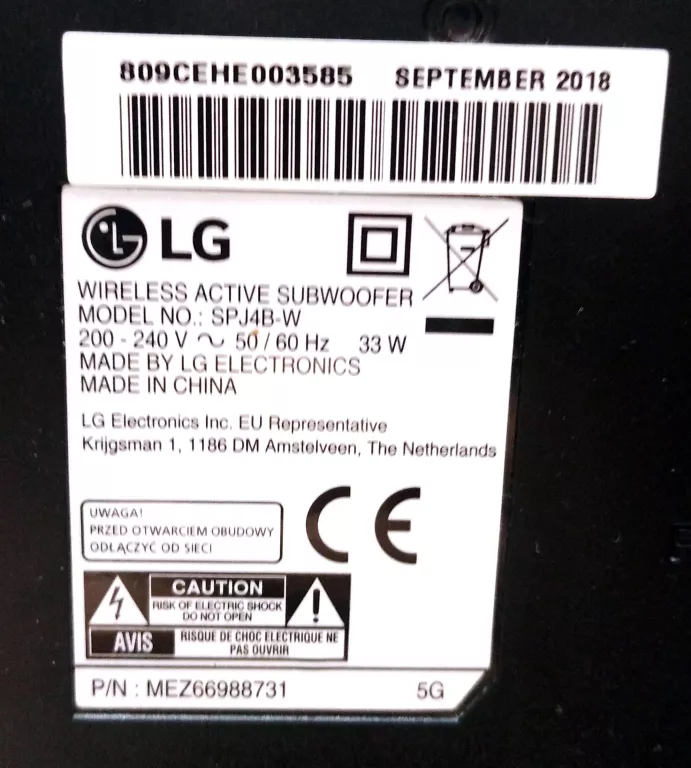 809CEHE003585 SEPTEMBER 2018
LG
WIRELESS ACTIVE SUBWOOFER
MODEL NO.: SPJ4B-W
200 - 240 V ~ 50 / 60 Hz 33 W
MADE BY LG ELECTRONICS
MADE IN CHINA
LG Electronics Inc. EU Representative
Krijgsman 1, 1186 DM Amstelveen, The Netherlands
UWAGA!
PRZED OTWARCIEM OBUDOWY
ODŁĄCZYĆ OD SIECI
CE
CAUTION
RISK OF ELECTRIC SHOCK
DO NOT OPEN
AVIS
RISQUE DE CHOC ELECTRIQUE NE
PAS OUVRIR
P/N : MEZ66988731 5G